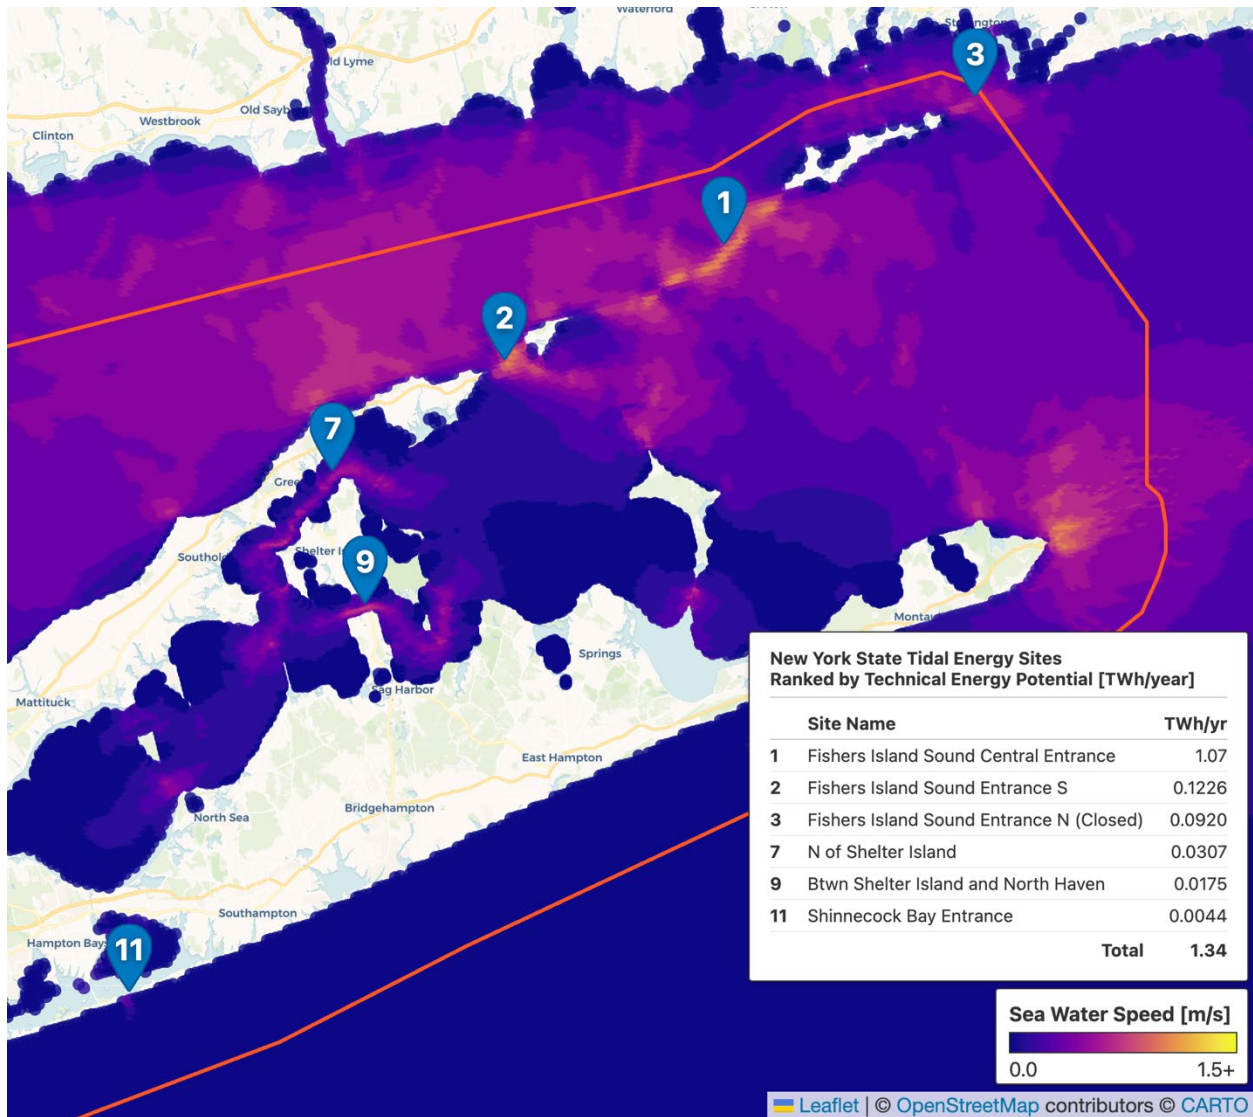 Waterford
Old Lyme
Old Sayb
Westbrook
Clinton
3
1
2
7
Gree
Southold
Shelter Is
9
Springs
Montau
Mattituck
Sag Harbor
East Hampton
Bridgehampton
North Sea
Southampton
Hampton Bays
11
New York State Tidal Energy Sites
Ranked by Technical Energy Potential [TWh/year]
Site Name TWh/yr
1 Fishers Island Sound Central Entrance 1.07
2 Fishers Island Sound Entrance S 0.1226
3 Fishers Island Sound Entrance N (Closed) 0.0920
7 N of Shelter Island 0.0307
9 Btwn Shelter Island and North Haven 0.0175
11 Shinnecock Bay Entrance 0.0044
Total 1.34
Sea Water Speed [m/s]
0.0 1.5+
Leaflet | © OpenStreetMap contributors © CARTO